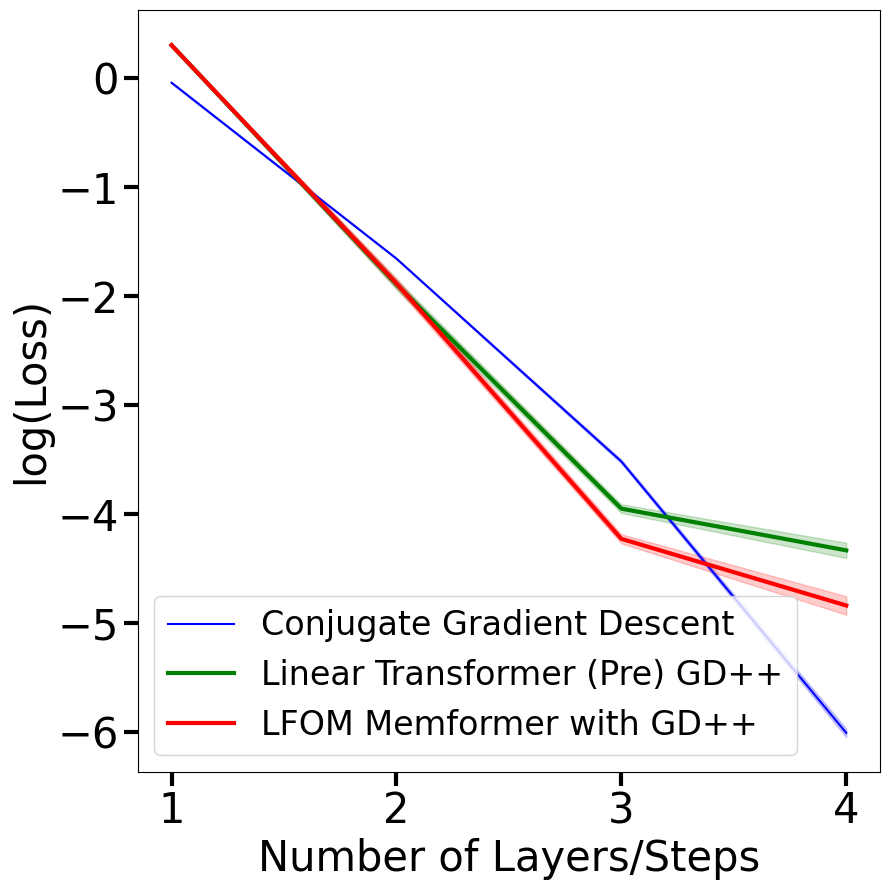 0
−1
−2
−3
−4
−5
−6
log(Loss)
Conjugate Gradient Descent
Linear Transformer (Pre) GD++
LFOM Memformer with GD++
1 2 3 4
Number of Layers/Steps